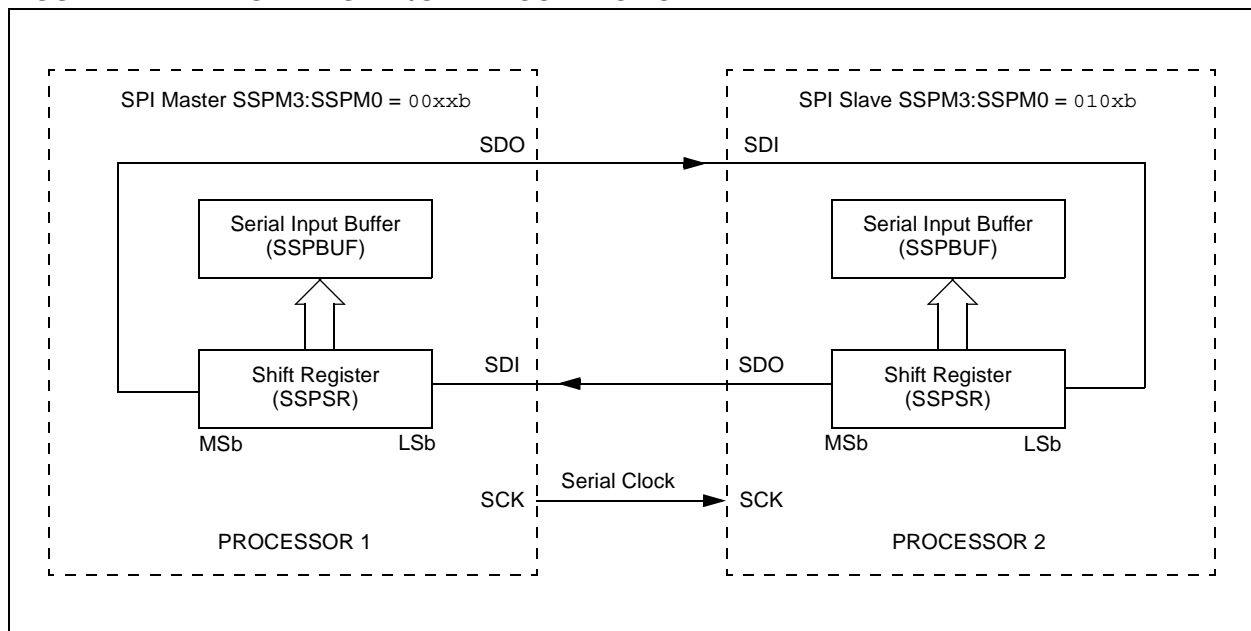 SPI Master SSPM3:SSPM0 = 00xxb
SPI Slave SSPM3:SSPM0 = 010xb
SDO
SDI
Serial Input Buffer
(SSPBUF)
Serial Input Buffer
(SSPBUF)
Shift Register
(SSPSR)
SDI
SDO
Shift Register
(SSPSR)
MSb
LSb
MSb
LSb
Serial Clock
SCK
SCK
PROCESSOR 1
PROCESSOR 2